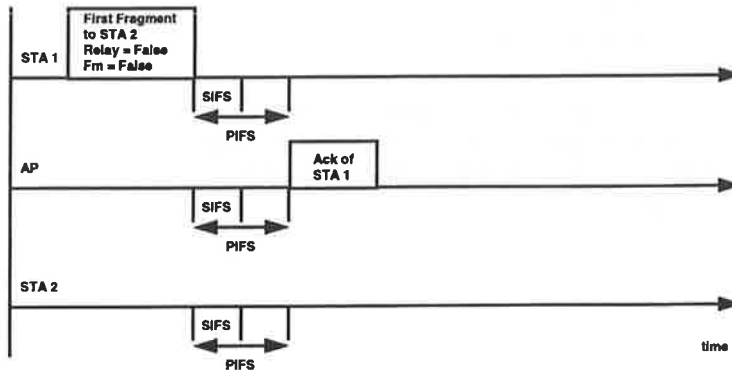 First Fragment
to STA 2
Relay = False
Fm = False
STA 1
SIFS
PIFS
AP
Ack of
STA 1
SIFS
PIFS
STA 2
SIFS
PIFS
time